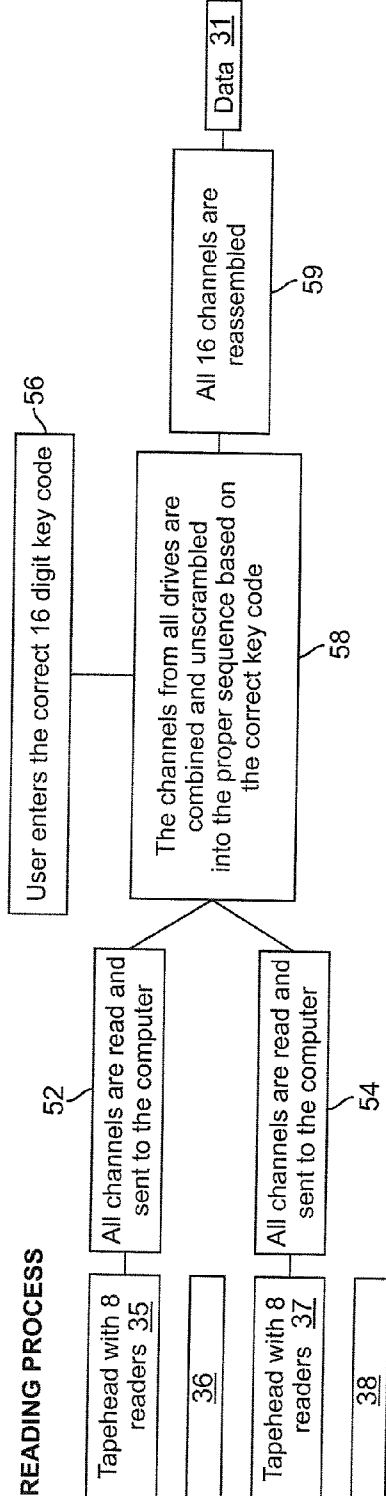 READING PROCESS
Tapehead with 8
readers 35
36
Tapehead with 8
readers 37
38
52
All channels are read and
sent to the computer
All channels are read and
sent to the computer
54
User enters the correct 16 digit key code
56
The channels from all drives are
combined and unscrambled
into the proper sequence based on
the correct key code
58
All 16 channels are
reassembled
59
Data 31